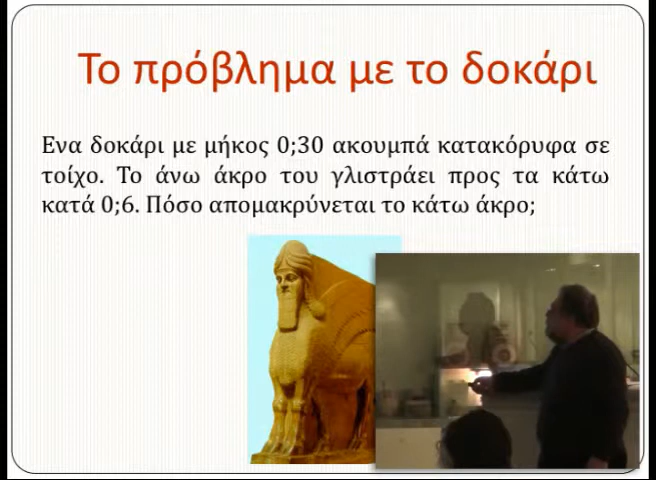 Το πρόβλημα με το δοκάρι
Ενα δοκάρι με μήκος 0;30 ακουμπά κατακόρυφα σε
τοίχο. Το άνω άκρο του γλιστράει προς τα κάτω
κατά 0;6. Πόσο απομακρύνεται το κάτω άκρο;